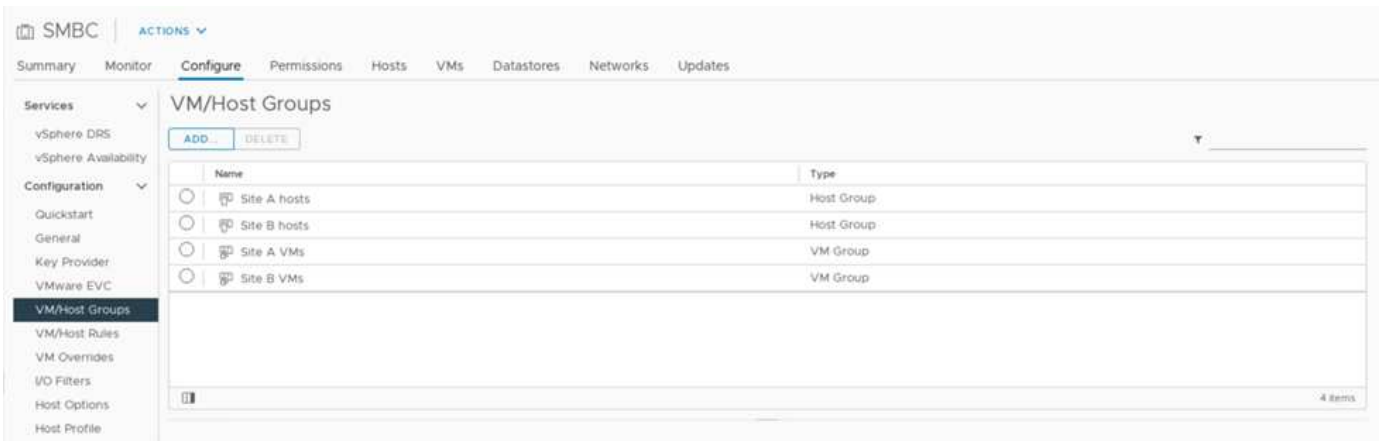 SMBC ACTIONS
Summary Monitor Configure Permissions Hosts VMs Datastores Networks Updates
Services
vSphere DRS
vSphere Availability
Configuration
Quickstart
General
Key Provider
VMware EVC
VM/Host Groups
VM/Host Rules
VM Overrides
I/O Filters
Host Options
Host Profile
VM/Host Groups
ADD... DELETE
Name Type
Site A hosts Host Group
Site B hosts Host Group
Site A VMs VM Group
Site B VMs VM Group
4 items